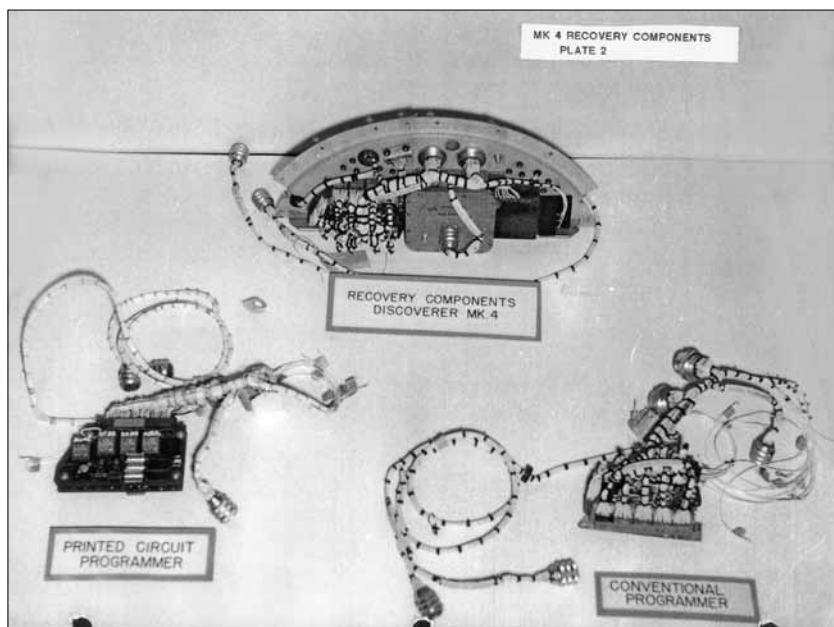 MK 4 RECOVERY COMPONENTS
PLATE 2
RECOVERY COMPONENTS
DISCOVERER MK. 4
PRINTED CIRCUIT
PROGRAMMER
CONVENTIONAL
PROGRAMMER